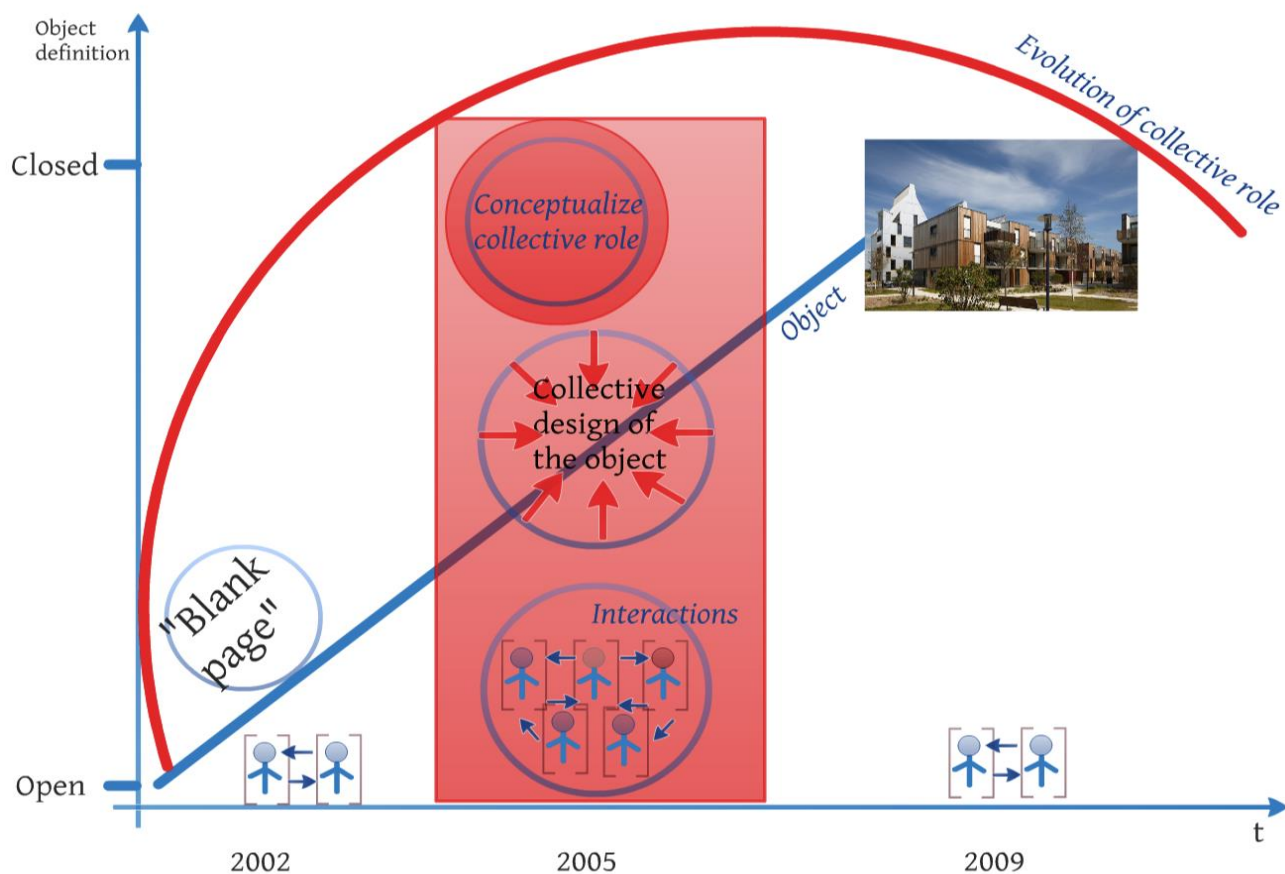 Object
definition
Closed
Open
Evolution of collective role
Conceptualize
collective role
Object
Collective
design of
the object
"Blank
page"
Interactions
t
2002
2005
2009